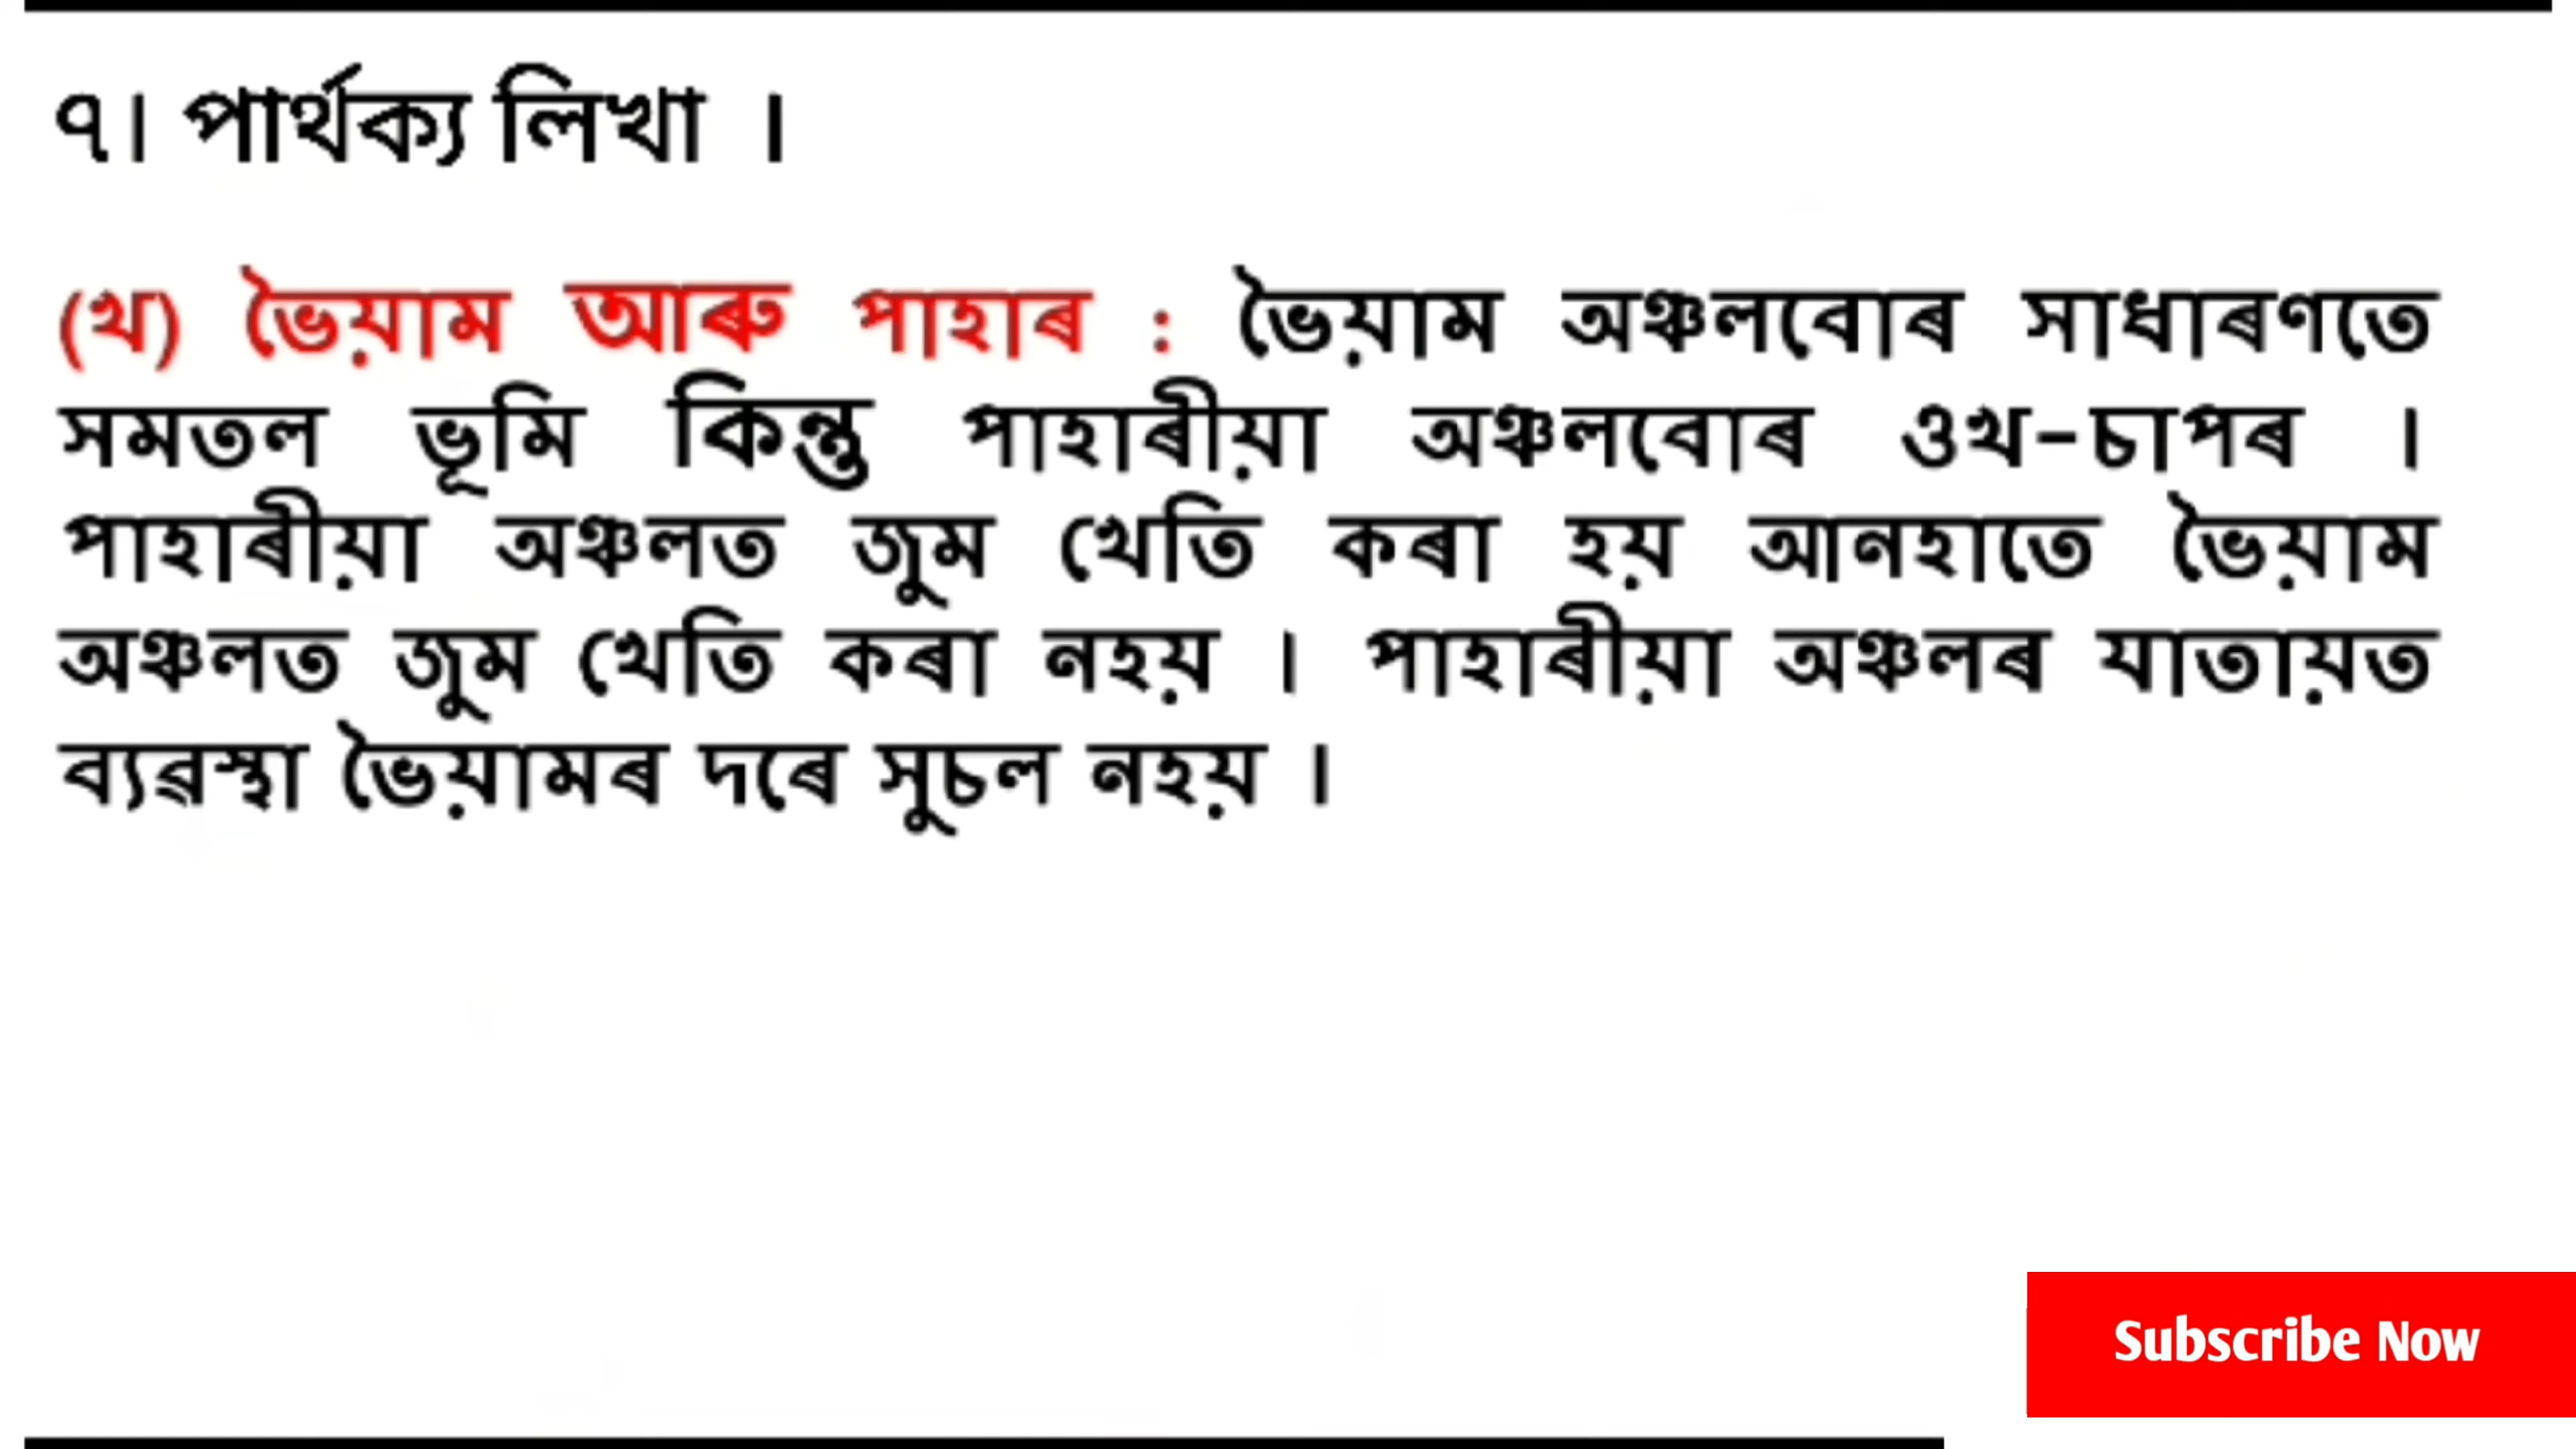 ৭। পাৰ্থক্য লিখা ।
(খ) ভৈয়াম আৰু পাহাৰ : ভৈয়াম অঞ্চলবোৰ সাধাৰণতে
সমতল ভূমি কিন্তু পাহাৰীয়া অঞ্চলবোৰ ওখ-চাপৰ ।
পাহাৰীয়া অঞ্চলত জুম খেতি কৰা হয় আনহাতে ভৈয়াম
অঞ্চলত জুম খেতি কৰা নহয় । পাহাৰীয়া অঞ্চলৰ যাতায়ত
ব্যৱস্থা ভৈয়ামৰ দৰে সুচল নহয় ।
Subscribe Now